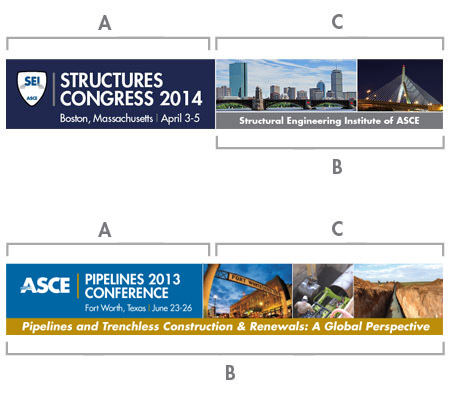 A
C
SEI
ASCE
STRUCTURES
CONGRESS 2014
Boston, Massachusetts | April 3-5
Structural Engineering Institute of ASCE
B
A
C
ASCE
PIPELINES 2013
CONFERENCE
Fort Worth, Texas | June 23-26
FORT WORTH
Pipelines and Trenchless Construction & Renewals: A Global Perspective
B